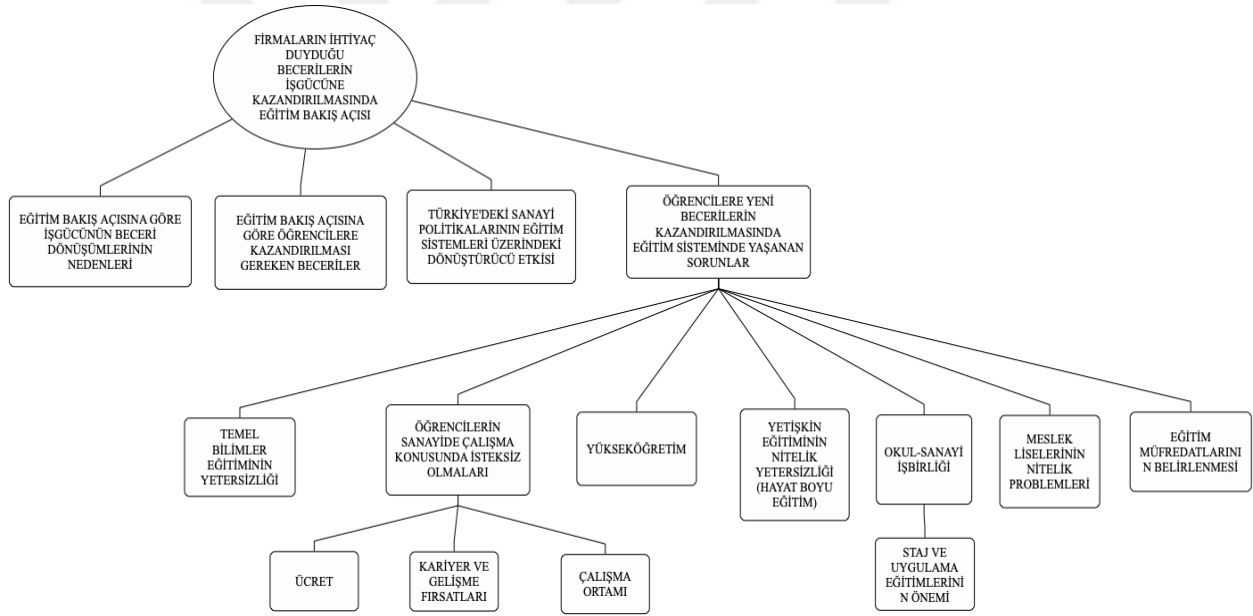 FİRMALARIN İHTİYAÇ
DUYDUĞU
BECERİLERİN
İŞGÜCÜNE
KAZANDIRILMASINDA
EĞİTİM BAKIŞ AÇISI
EĞİTİM BAKIŞ AÇISINA GÖRE
İŞGÜCÜNÜN BECERİ
DÖNÜŞÜMLERİNİN
NEDENLERİ
EĞİTİM BAKIŞ AÇISINA
GÖRE ÖĞRENCİLERE
KAZANDIRILMASI
GEREKEN BECERİLER
TÜRKİYE'DEKİ SANAYİ
POLİTİKALARININ EĞİTİM
SİSTEMLERİ ÜZERİNDEKİ
DÖNÜŞTÜRÜCÜ ETKİSİ
ÖĞRENCİLERE YENİ
BECERİLERİN
KAZANDIRILMASINDA
EĞİTİM SİSTEMİNDE YAŞANAN
SORUNLAR
TEMEL
BİLİMLER
EĞİTİMİNİN
YETERSİZLİĞİ
ÖĞRENCİLERİN
SANAYİDE ÇALIŞMA
KONUSUNDA İSTEKSİZ
OLMALARI
YÜKSEKÖĞRETİM
YETİŞKİN
EĞİTİMİNİN
NİTELİK
YETERSİZLİĞİ
(HAYAT BOYU
EĞİTİM)
OKUL-SANAYİ
İŞBİRLİĞİ
MESLEK
LİSELERİNİN
NİTELİK
PROBLEMLERİ
EĞİTİM
MÜFREDATLARINI
N BELİRLENMESİ
ÜCRET
KARİYER VE
GELİŞME
FIRSATLARI
ÇALIŞMA
ORTAMI
STAJ VE
UYGULAMA
EĞİTİMLERİNİ
N ÖNEMİ